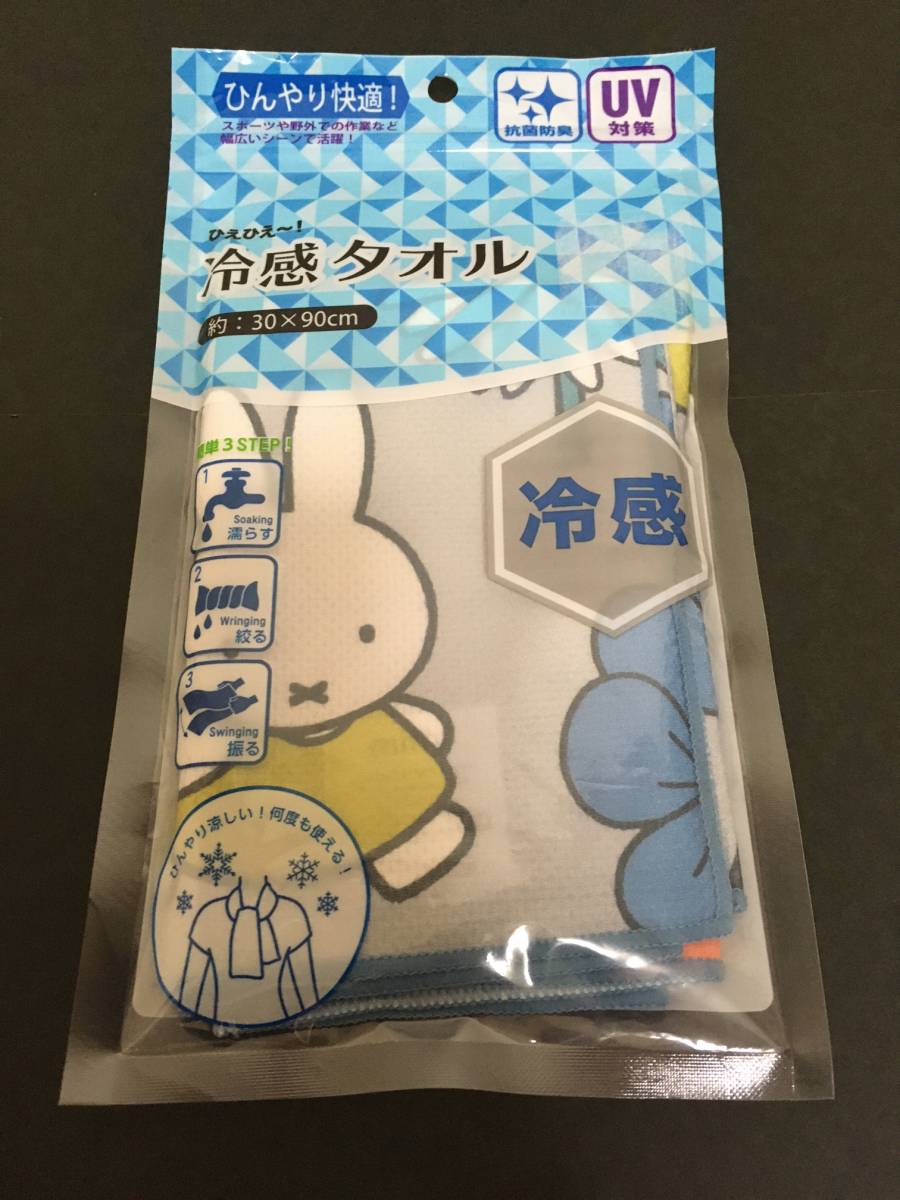 ひんやり快適！
スポーツや野外での作業など
幅広いシーンで活躍！
抗菌防臭
UV
対策
ひえひえ〜！
冷感タオル
約：30×90cm
簡単3STEP！
1
Soaking
濡らす
2
Wringing
絞る
3
Swinging
振る
冷感
ひんやり涼しい！何度も使える！